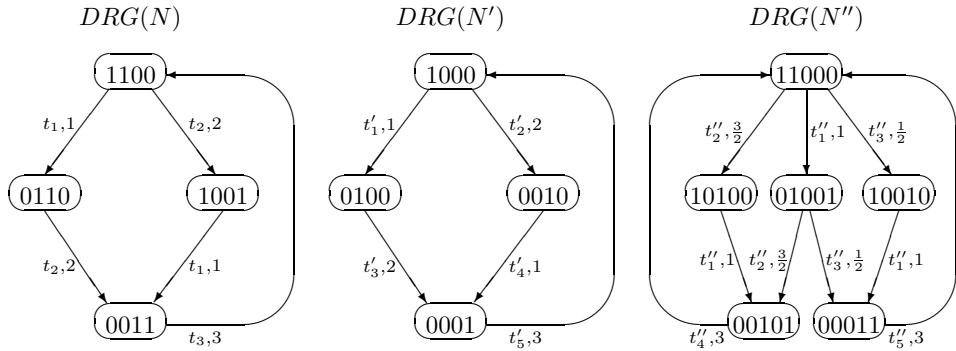 DRG(N) DRG(N′) DRG(N″)
1100 1000 11000
t₁,1 t₂,2 t′₁,1 t′₂,2 t″₂,3/2 t″₁,1 t″₃,1/2
0110 1001 0100 0010 10100 01001 10010
t₂,2 t₁,1 t′₃,2 t′₄,1 t″₁,1 t″₂,3/2 t″₃,1/2 t″₁,1
0011 0001 00101 00011
t₃,3 t′₅,3 t″₄,3 t″₅,3